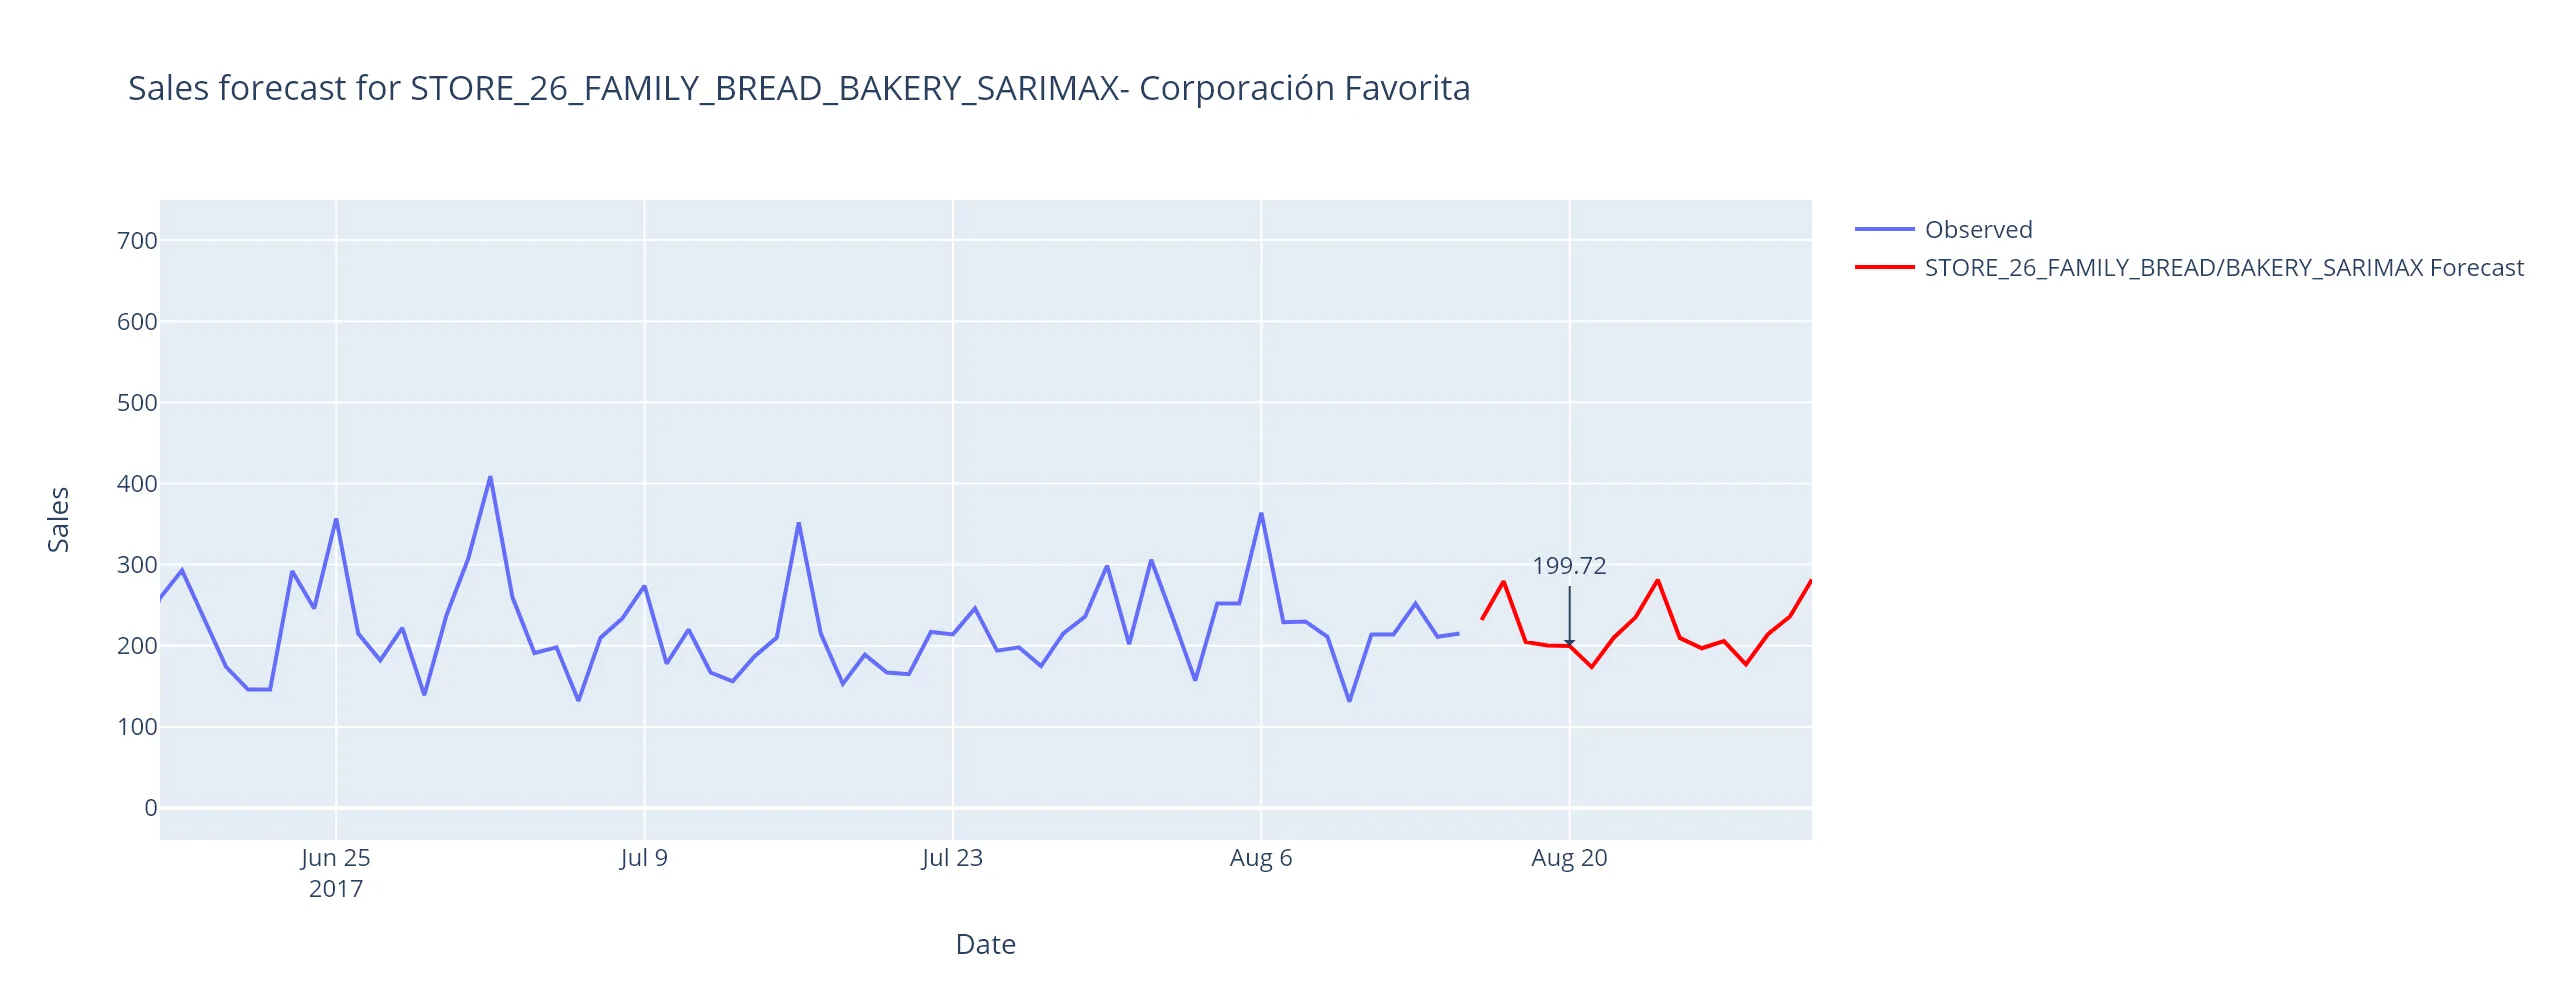 Sales forecast for STORE_26_FAMILY_BREAD_BAKERY_SARIMAX- Corporación Favorita
Observed
STORE_26_FAMILY_BREAD/BAKERY_SARIMAX Forecast
700
600
500
400
300
200
100
0
Sales
199.72
Jun 25
2017
Jul 9
Jul 23
Aug 6
Aug 20
Date